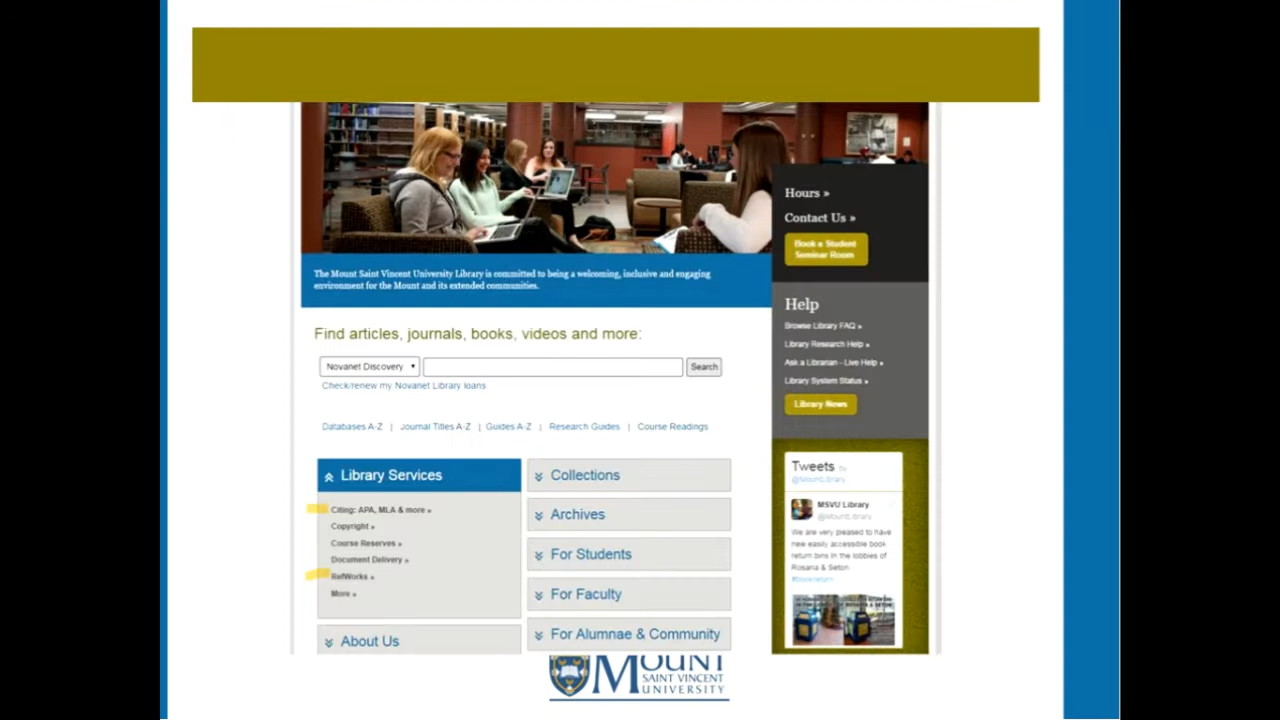 Hours »
Contact Us »
Book a Student
Seminar Room
The Mount Saint Vincent University Library is committed to being a welcoming, inclusive and engaging
environment for the Mount and its extended communities.
Help
Browse Library FAQ »
Library Research Help »
Ask a Librarian - Live Help »
Library System Status »
Library News
Find articles, journals, books, videos and more:
Novanet Discovery
Search
Check/renew my Novanet Library loans
Databases A-Z | Journal Titles A-Z | Guides A-Z | Research Guides | Course Readings
Library Services
Citing: APA, MLA & more »
Copyright »
Course Reserves »
Document Delivery »
RefWorks »
More »
About Us
Collections
Archives
For Students
For Faculty
For Alumnae & Community
Tweets by
@MountLibrary
MSVU Library
@MountLibrary
We are very pleased to have
new easily accessible book
return bins in the lobbies of
Rosaria & Seton
#bookreturn
MOUNT
SAINT VINCENT
UNIVERSITY